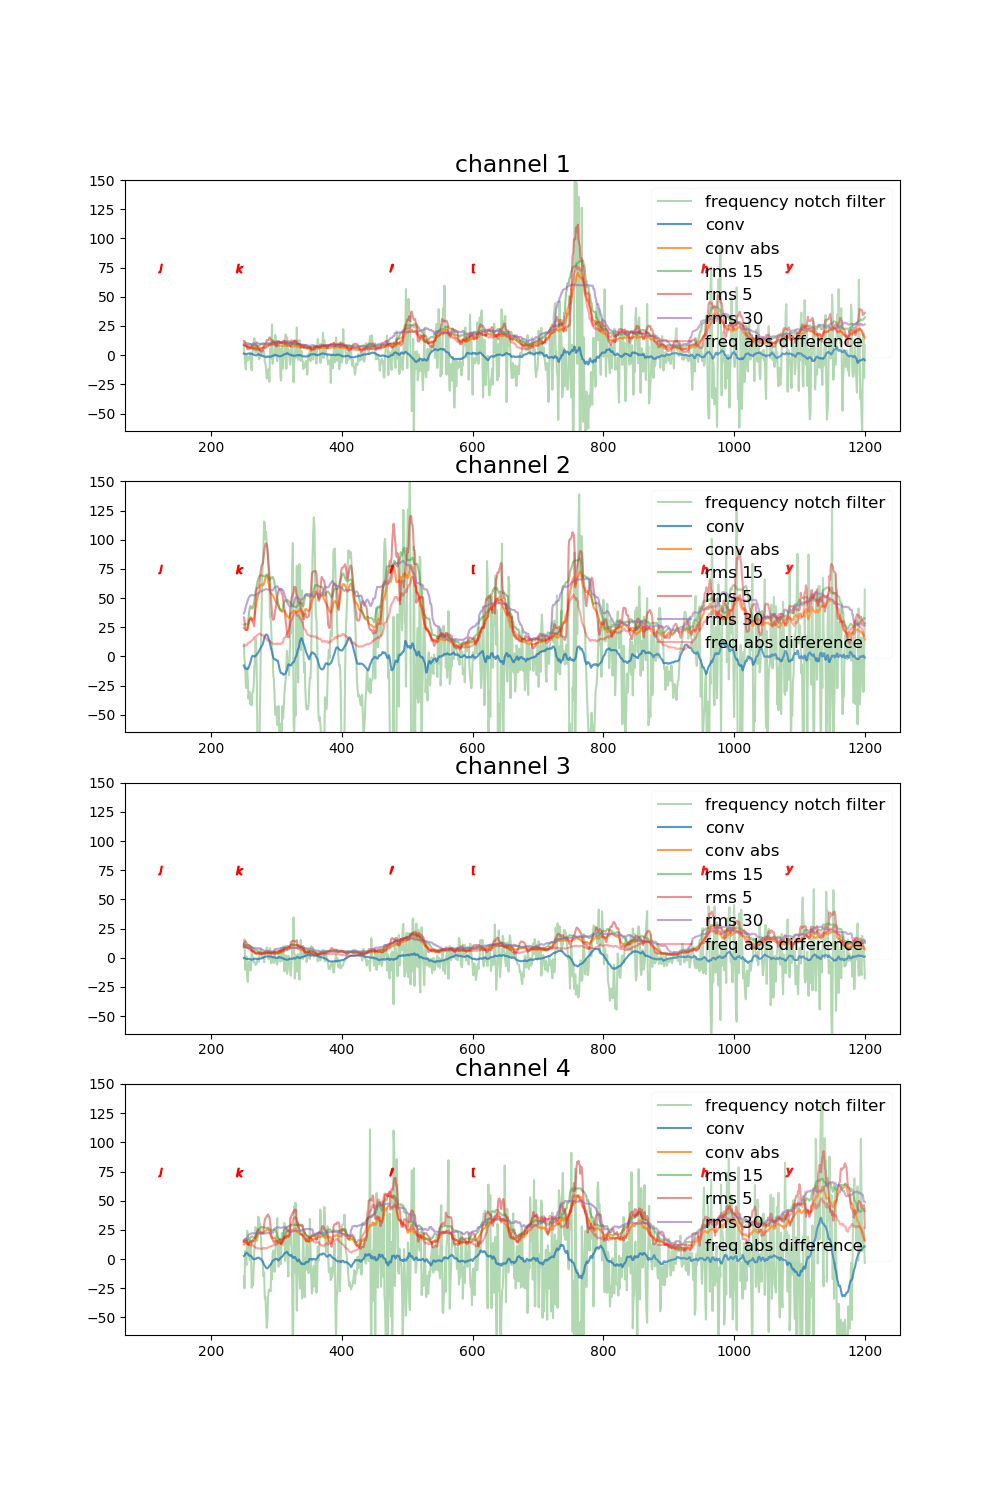 channel 1
150
125
100
75
50
25
0
−25
−50
frequency notch filter
conv
conv abs
rms 15
rms 5
rms 30
freq abs difference
k
h
y
200 400 600 800 1000 1200
channel 2
150
125
100
75
50
25
0
−25
−50
frequency notch filter
conv
conv abs
rms 15
rms 5
rms 30
freq abs difference
k
h
y
200 400 600 800 1000 1200
channel 3
150
125
100
75
50
25
0
−25
−50
frequency notch filter
conv
conv abs
rms 15
rms 5
rms 30
freq abs difference
k
h
y
200 400 600 800 1000 1200
channel 4
150
125
100
75
50
25
0
−25
−50
frequency notch filter
conv
conv abs
rms 15
rms 5
rms 30
freq abs difference
k
h
y
200 400 600 800 1000 1200